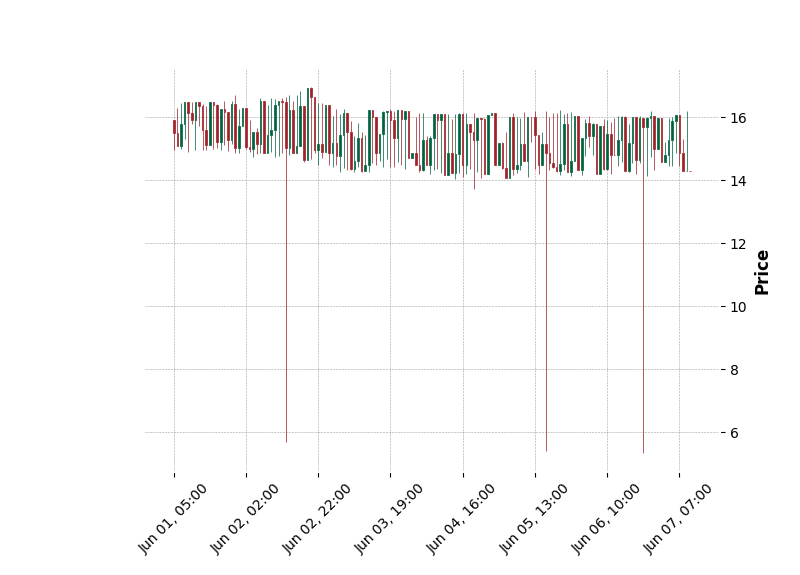 16
14
12
10
8
6
Price
Jun 01, 05:00
Jun 02, 02:00
Jun 02, 22:00
Jun 03, 19:00
Jun 04, 16:00
Jun 05, 13:00
Jun 06, 10:00
Jun 07, 07:00